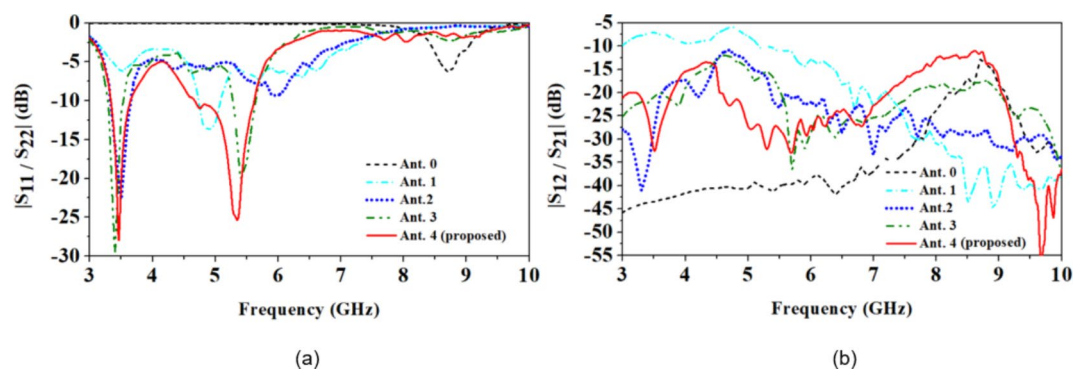 |S11 / S22| (dB)
0
-5
-10
-15
-20
-25
-30
Ant. 0
Ant. 1
Ant.2
Ant. 3
Ant. 4 (proposed)
3 4 5 6 7 8 9 10
Frequency (GHz)
(a)
|S12 / S21| (dB)
-5
-10
-15
-20
-25
-30
-35
-40
-45
-50
-55
Ant. 0
Ant. 1
Ant.2
Ant. 3
Ant. 4 (proposed)
3 4 5 6 7 8 9 10
Frequency (GHz)
(b)